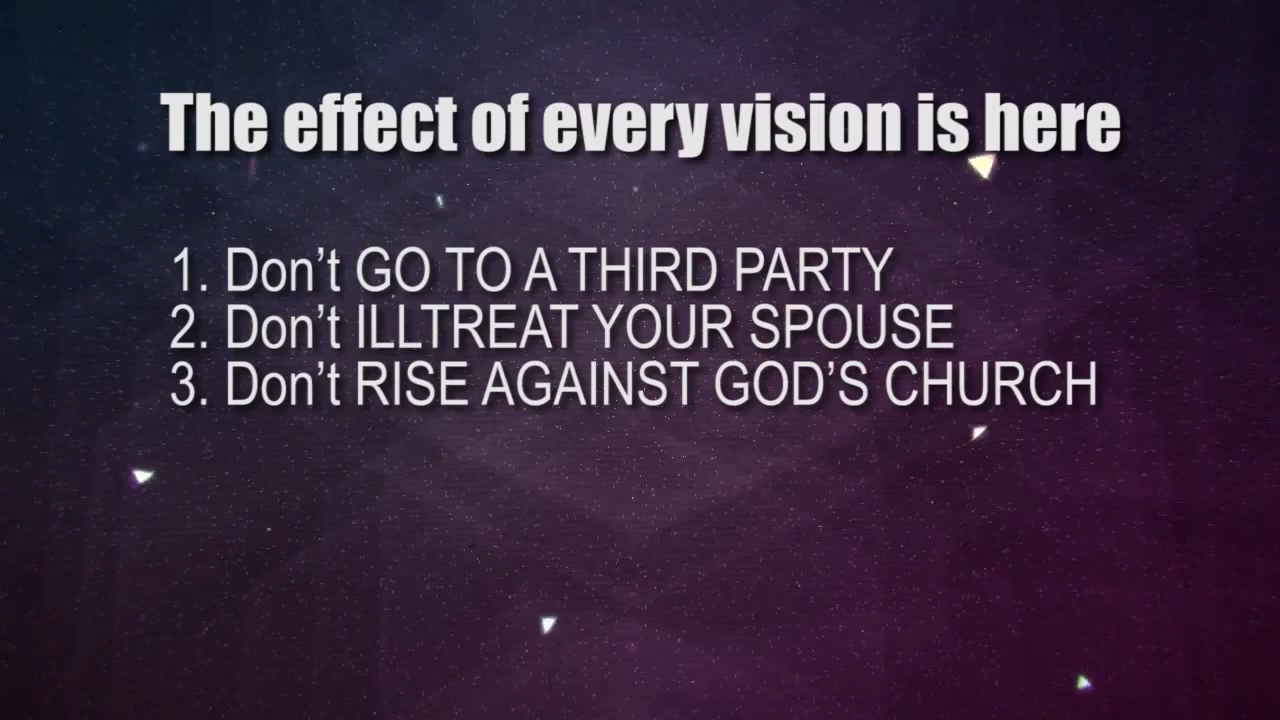 The effect of every vision is here
1. Don’t GO TO A THIRD PARTY
2. Don’t ILLTREAT YOUR SPOUSE
3. Don’t RISE AGAINST GOD’S CHURCH